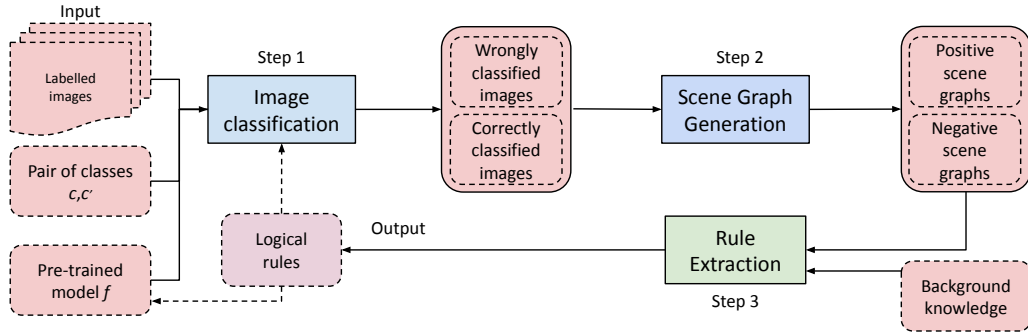 Input
Labelled
images
Pair of classes
c,c′
Pre-trained
model f
Step 1
Image
classification
Wrongly
classified
images
Correctly
classified
images
Step 2
Scene Graph
Generation
Positive
scene
graphs
Negative
scene
graphs
Logical
rules
Output
Rule
Extraction
Step 3
Background
knowledge